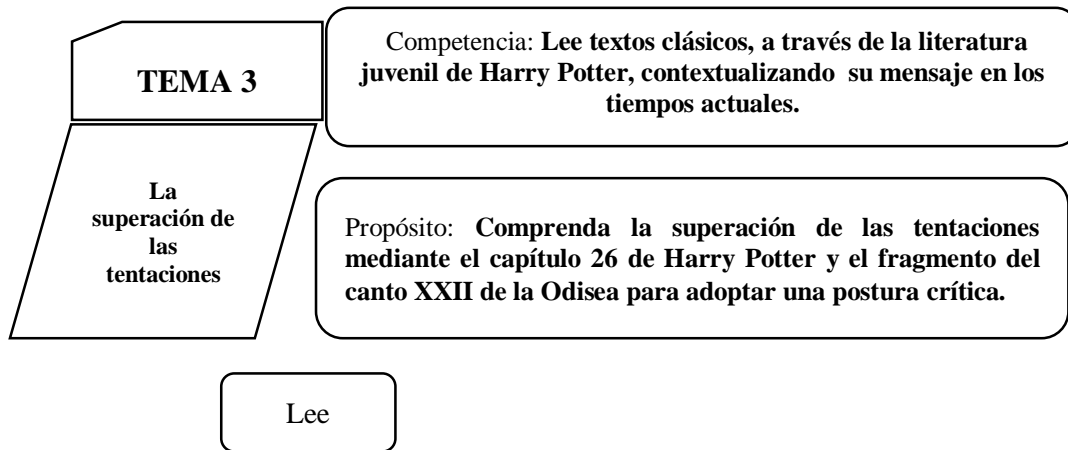 TEMA 3
Competencia: Lee textos clásicos, a través de la literatura
juvenil de Harry Potter, contextualizando su mensaje en los
tiempos actuales.
La
superación de
las
tentaciones
Propósito: Comprenda la superación de las tentaciones
mediante el capítulo 26 de Harry Potter y el fragmento del
canto XXII de la Odisea para adoptar una postura crítica.
Lee